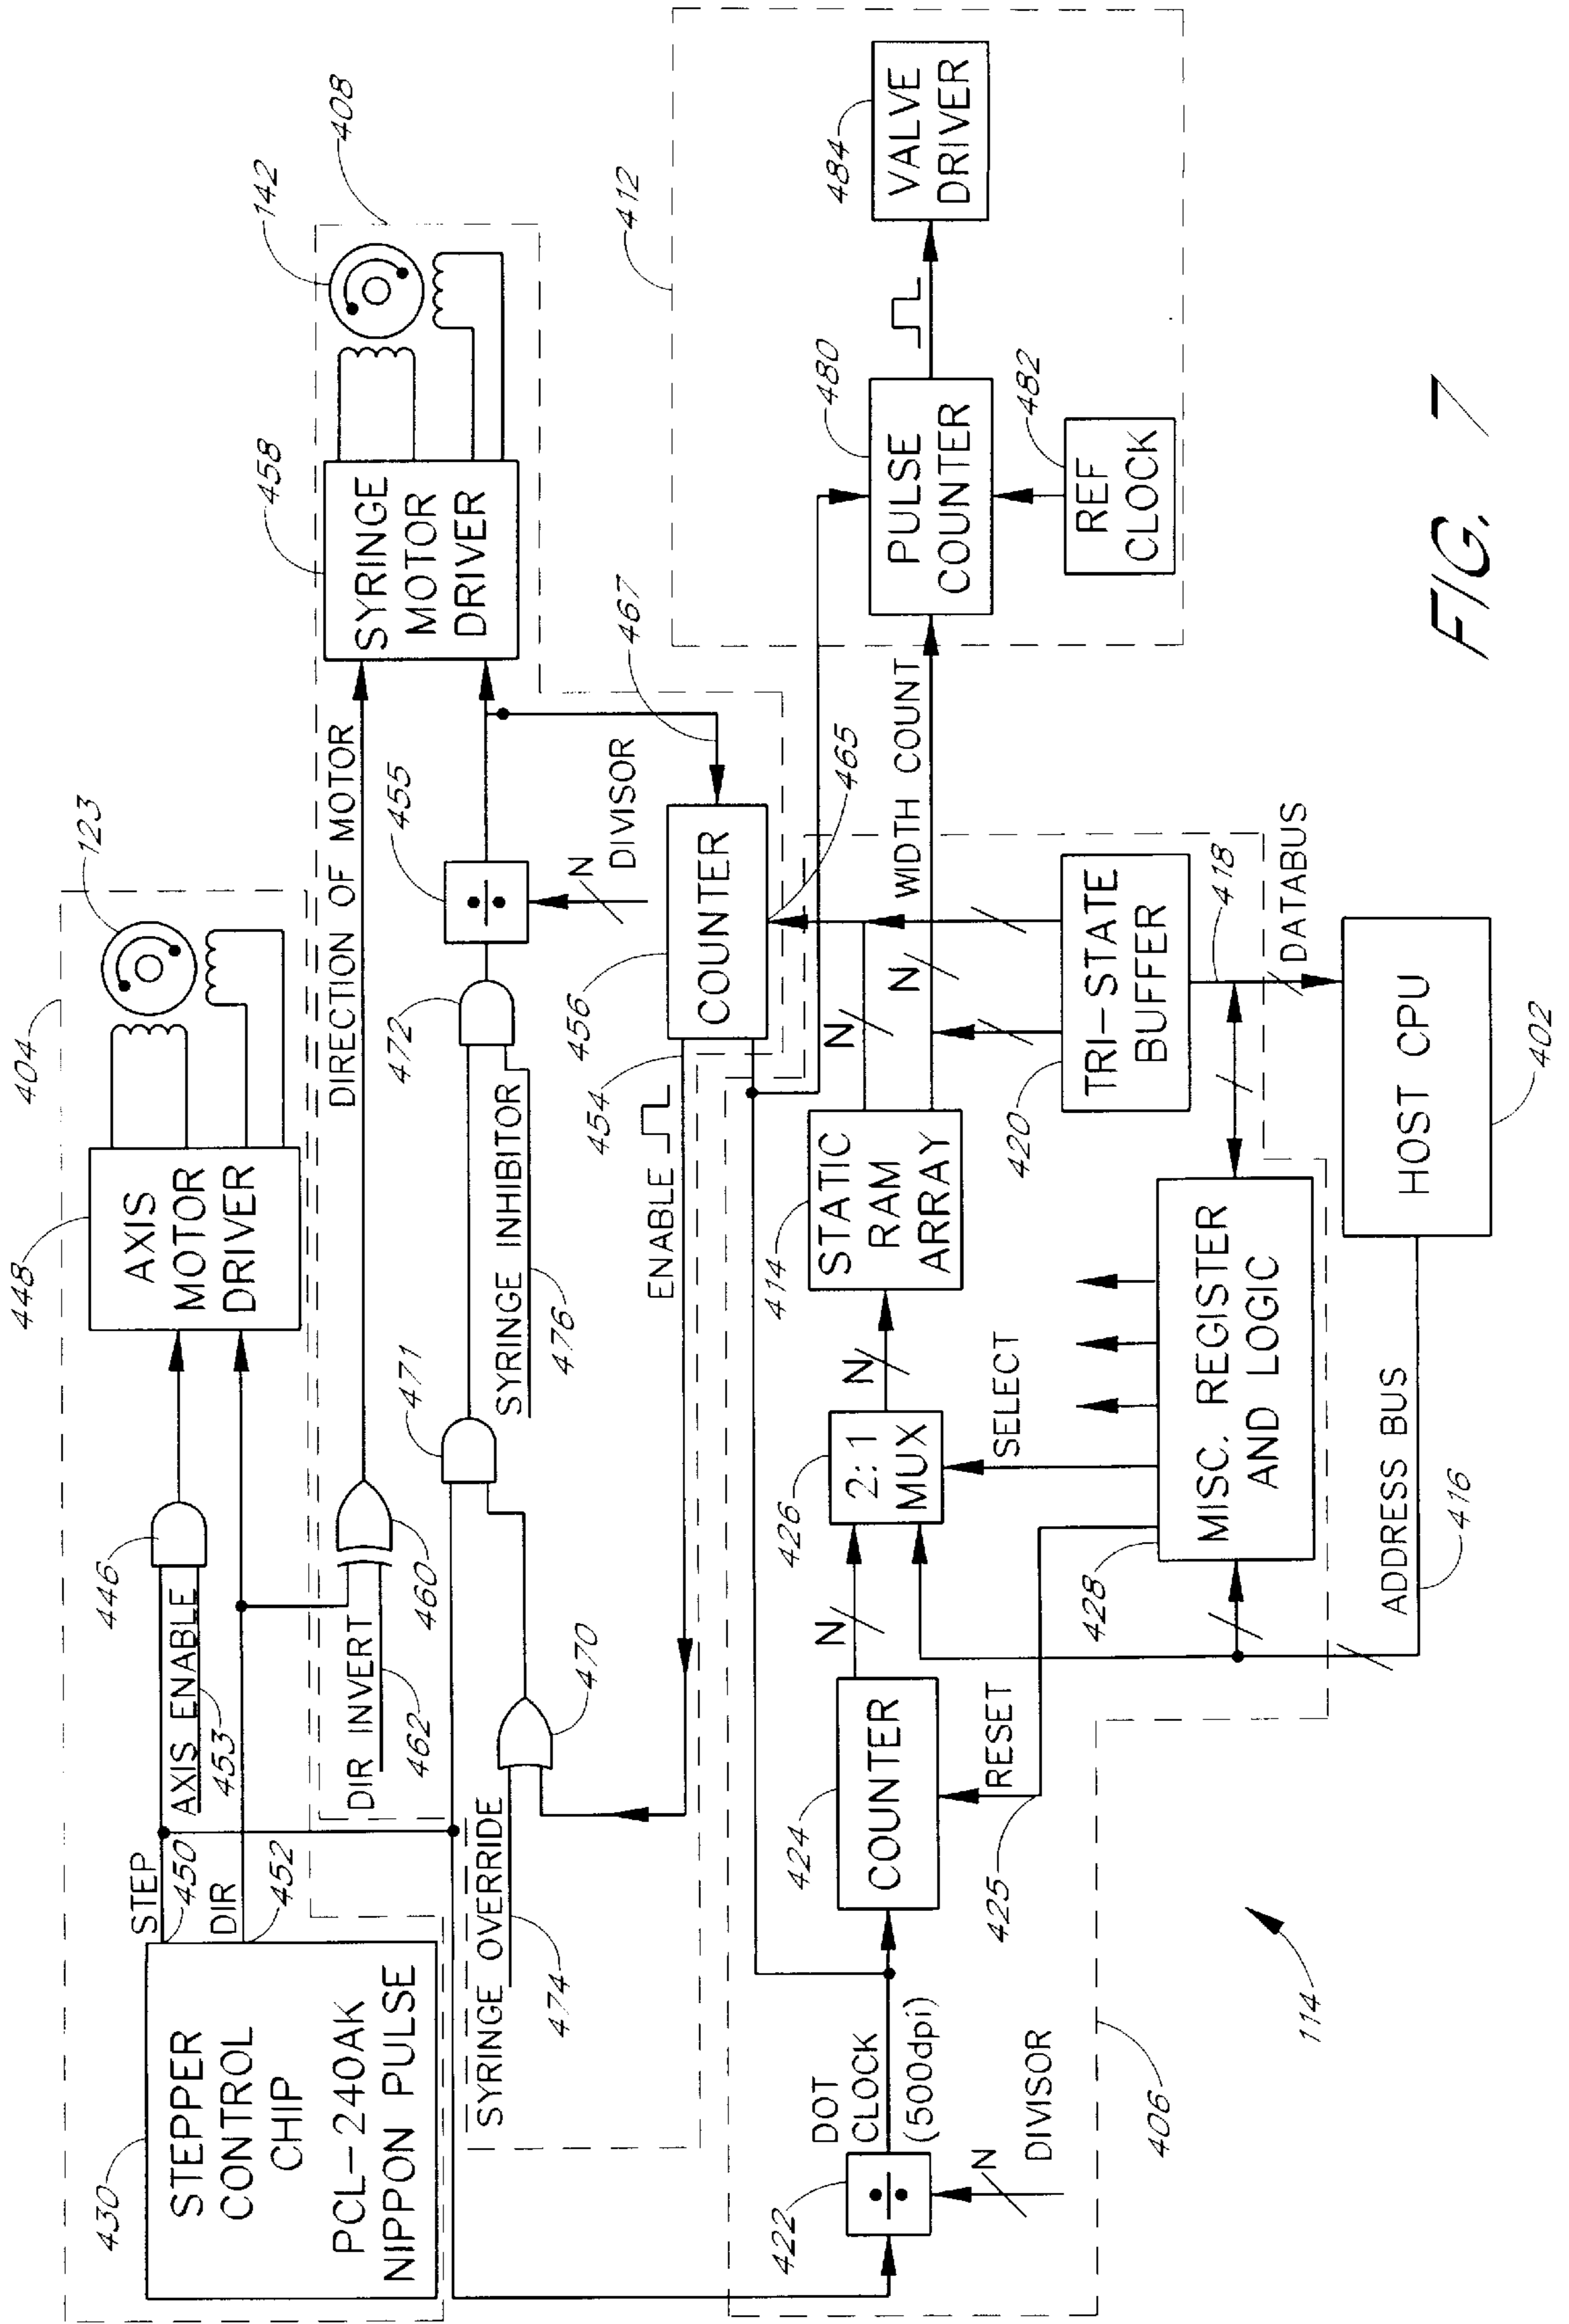 404
123
448
AXIS
MOTOR
DRIVER
446
STEP
AXIS ENABLE
453
450
DIR
452
430
STEPPER
CONTROL
CHIP
PCL-240AK
NIPPON PULSE
408
142
458
SYRINGE
MOTOR
DRIVER
DIRECTION OF MOTOR
455
N
DIVISOR
467
472
SYRINGE INHIBITOR
476
471
460
DIR INVERT
462
470
SYRINGE OVERRIDE
474
456
COUNTER
454
465
ENABLE
412
484
VALVE
DRIVER
480
PULSE
COUNTER
482
REF
CLOCK
WIDTH COUNT
N
N
414
STATIC
RAM
ARRAY
N
426
2:1
MUX
SELECT
N
424
COUNTER
RESET
425
DOT
CLOCK
(500dpi)
422
N
DIVISOR
406
420
TRI-STATE
BUFFER
418
DATABUS
428
MISC. REGISTER
AND LOGIC
HOST CPU
402
ADDRESS BUS
416
114
FIG. 7